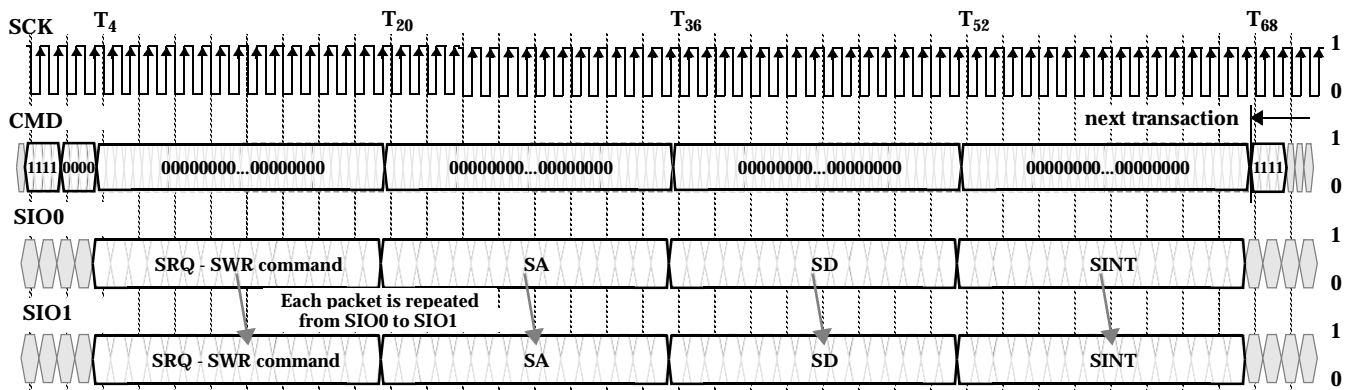 T4 T20 T36 T52 T68
SCK
1
0
CMD
next transaction
1
1111 0000 00000000...00000000 00000000...00000000 00000000...00000000 00000000...00000000 1111
0
SIO0
1
SRQ - SWR command SA SD SINT
0
Each packet is repeated
from SIO0 to SIO1
SIO1
1
SRQ - SWR command SA SD SINT
0